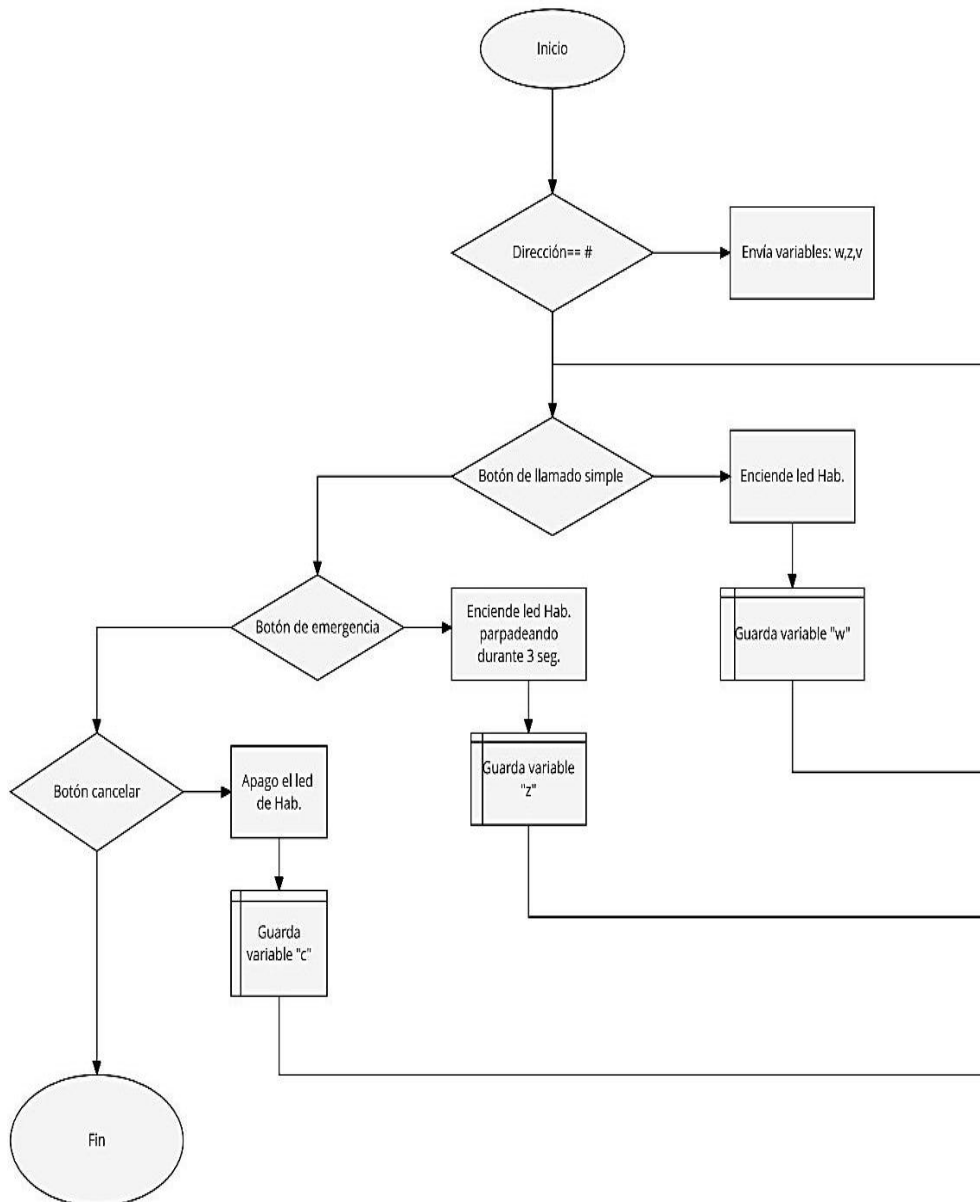 Inicio
Dirección== #
Envía variables: w,z,v
Botón de llamado simple
Enciende led Hab.
Guarda variable "w"
Botón de emergencia
Enciende led Hab.
parpadeando
durante 3 seg.
Guarda variable
"z"
Botón cancelar
Apago el led
de Hab.
Guarda
variable "c"
Fin